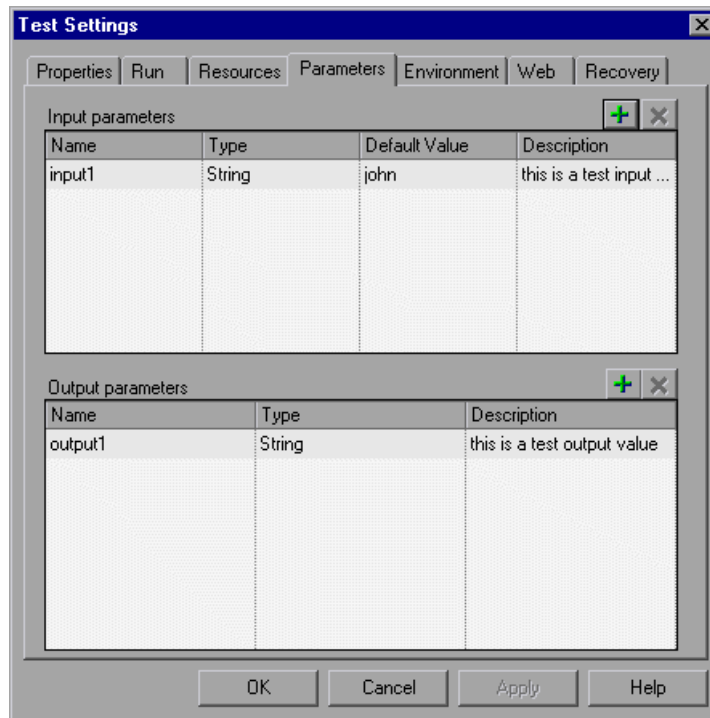 Test Settings
Properties Run Resources Parameters Environment Web Recovery
Input parameters
Name Type Default Value Description
input1 String john this is a test input ...
Output parameters
Name Type Description
output1 String this is a test output value
OK Cancel Apply Help